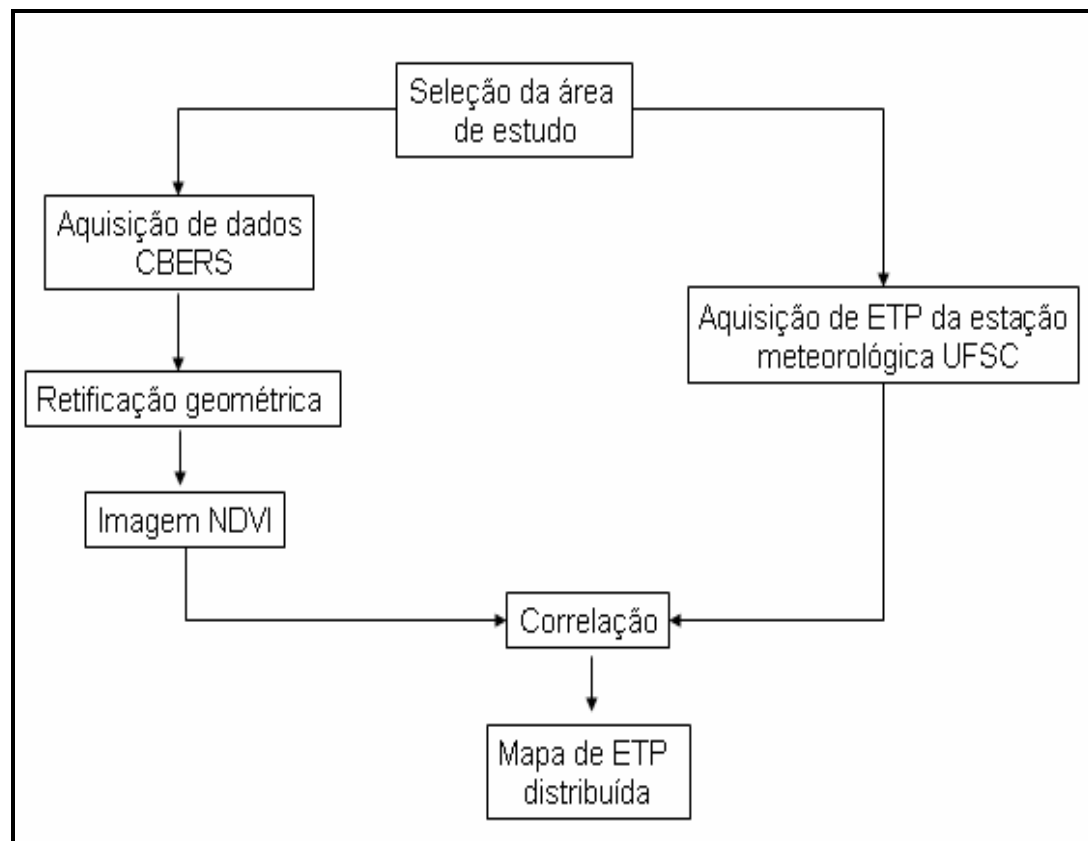 Seleção da área
de estudo
Aquisição de dados
CBERS
Aquisição de ETP da estação
meteorológica UFSC
Retificação geométrica
Imagem NDVI
Correlação
Mapa de ETP
distribuída